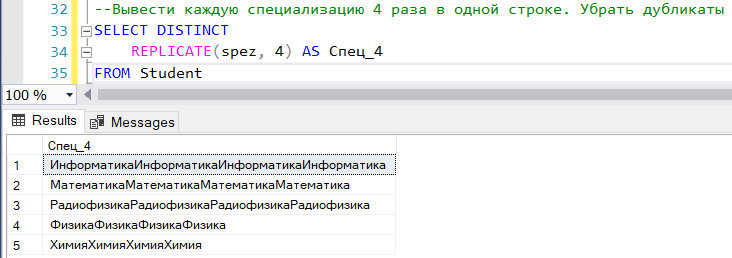 32 --Вывести каждую специализацию 4 раза в одной строке. Убрать дубликаты
33 SELECT DISTINCT
34 REPLICATE(spez, 4) AS Спец_4
35 FROM Student
100 %
Results Messages
Спец_4
1 ИнформатикаИнформатикаИнформатикаИнформатика
2 МатематикаМатематикаМатематикаМатематика
3 РадиофизикаРадиофизикаРадиофизикаРадиофизика
4 ФизикаФизикаФизикаФизика
5 ХимияХимияХимияХимия